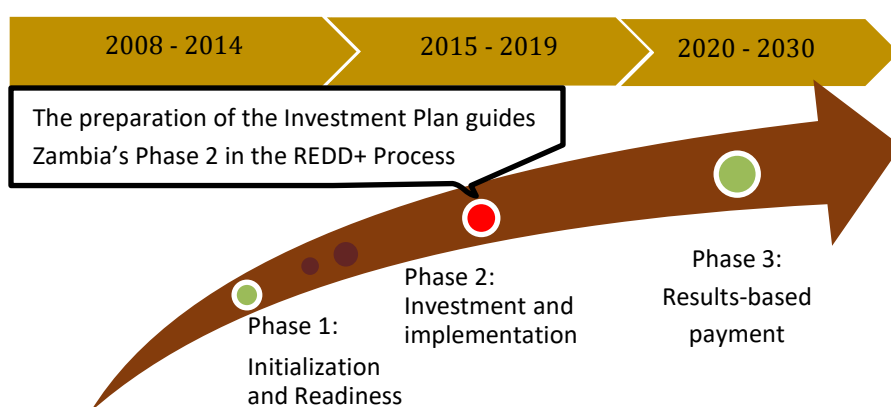 2008 - 2014
2015 - 2019
2020 - 2030
The preparation of the Investment Plan guides
Zambia's Phase 2 in the REDD+ Process
Phase 1:
Initialization
and Readiness
Phase 2:
Investment and
implementation
Phase 3:
Results-based
payment